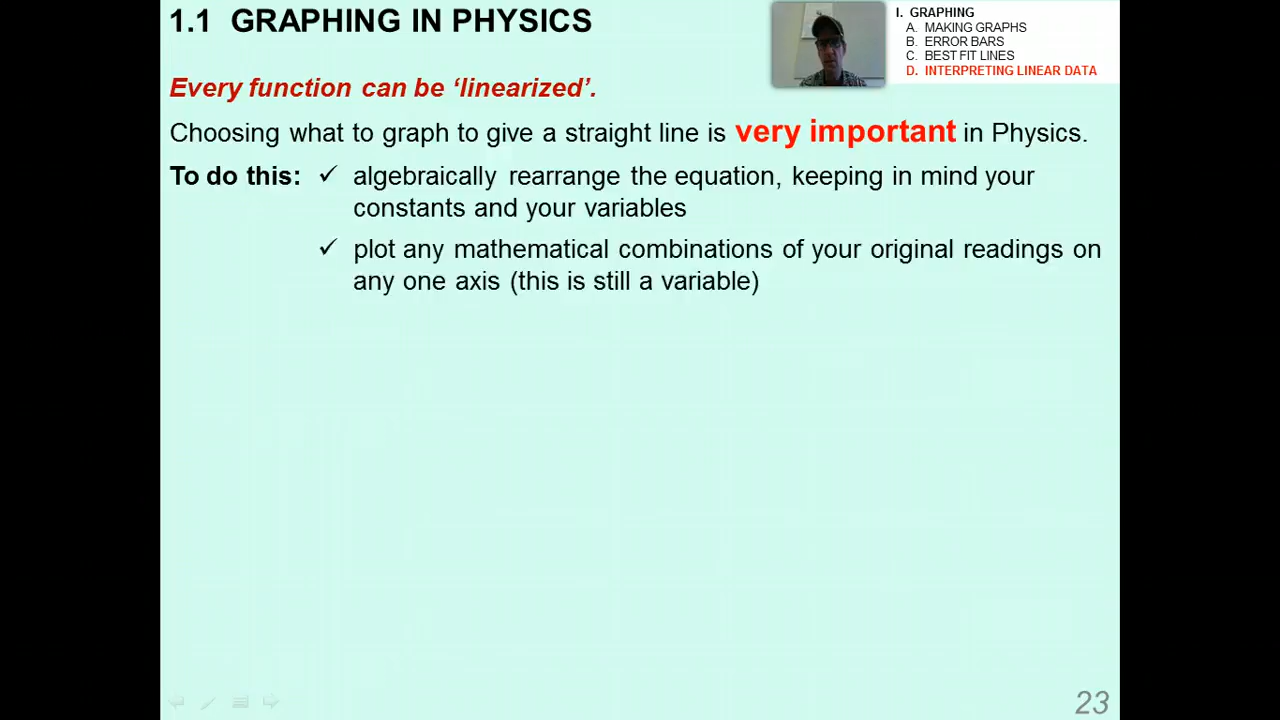 1.1 GRAPHING IN PHYSICS
I. GRAPHING
A. MAKING GRAPHS
B. ERROR BARS
C. BEST FIT LINES
D. INTERPRETING LINEAR DATA
Every function can be ‘linearized’.
Choosing what to graph to give a straight line is very important in Physics.
To do this: ✓ algebraically rearrange the equation, keeping in mind your
constants and your variables
✓ plot any mathematical combinations of your original readings on
any one axis (this is still a variable)
23